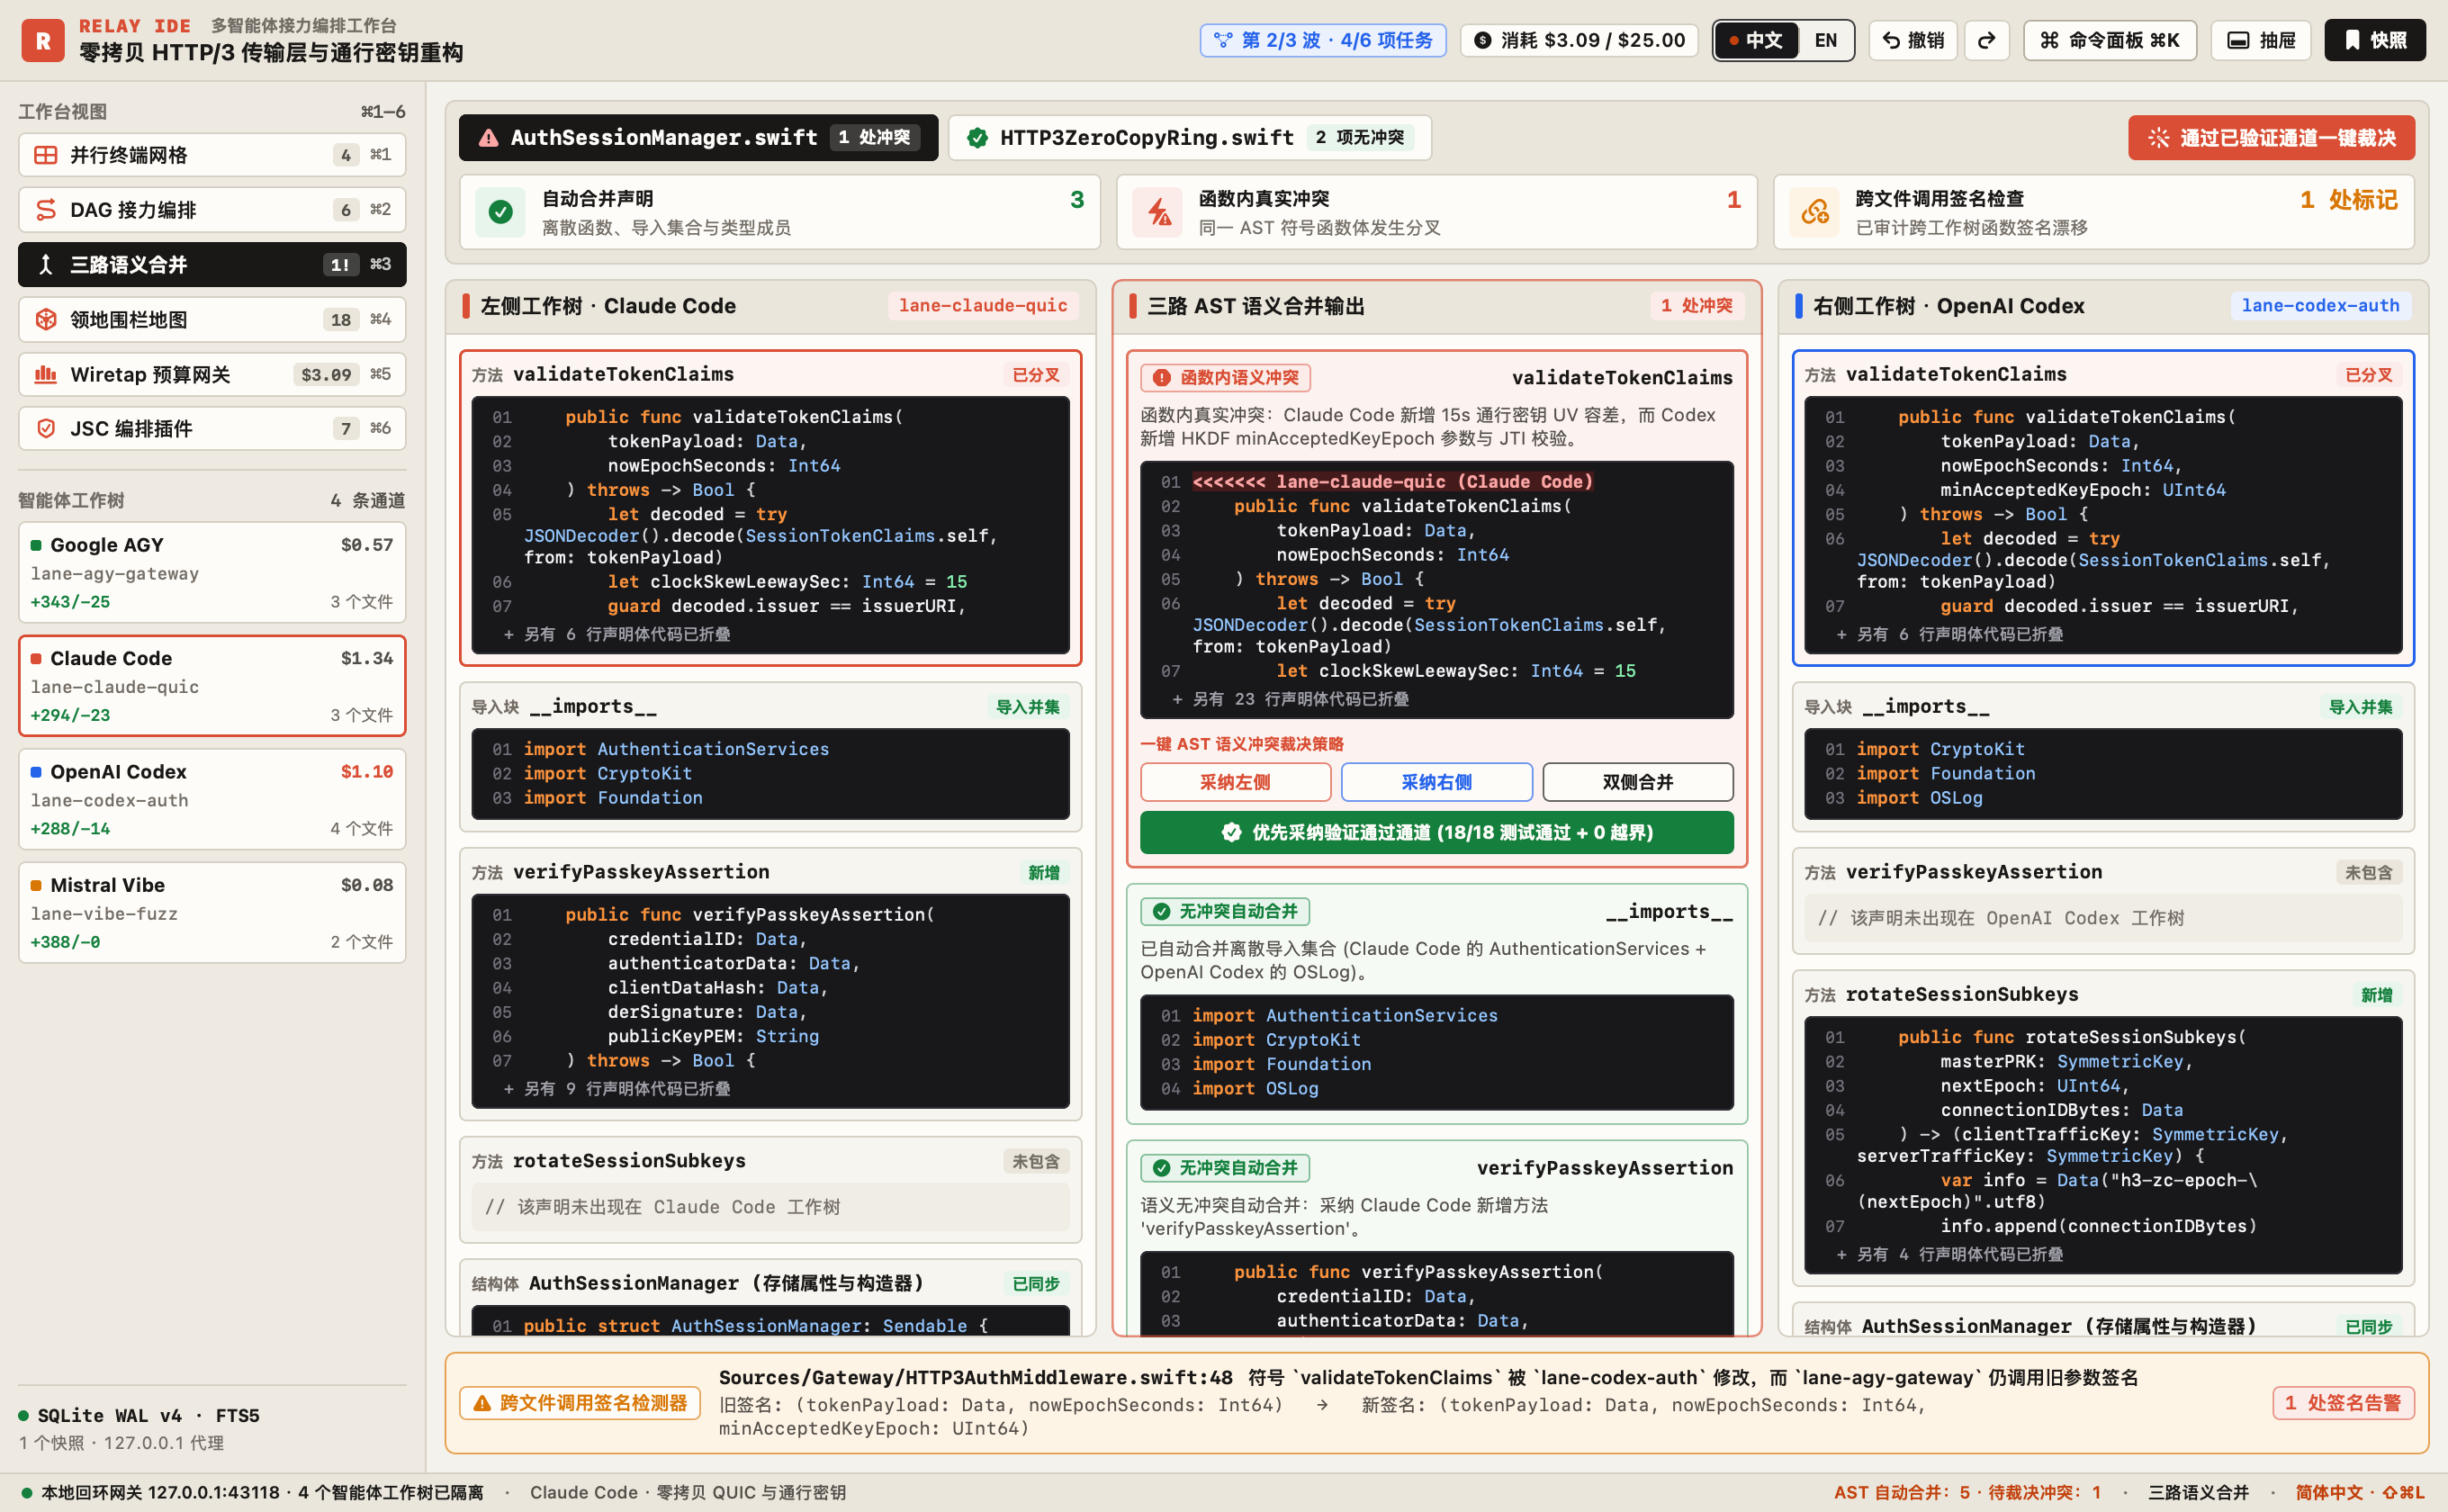 R
RELAY IDE 多智能体接力编排工作台
零拷贝 HTTP/3 传输层与通行密钥重构
第 2/3 波 · 4/6 项任务
消耗 $3.09 / $25.00
中文 EN
撤销
⌘ 命令面板 ⌘K
抽屉
快照
工作台视图 ⌘1—6
并行终端网格 4 ⌘1
DAG 接力编排 6 ⌘2
三路语义合并 1! ⌘3
领地围栏地图 18 ⌘4
Wiretap 预算网关 $3.09 ⌘5
JSC 编排插件 7 ⌘6
智能体工作树 4 条通道
Google AGY $0.57
lane-agy-gateway
+343/−25 3 个文件
Claude Code $1.34
lane-claude-quic
+294/−23 3 个文件
OpenAI Codex $1.10
lane-codex-auth
+288/−14 4 个文件
Mistral Vibe $0.08
lane-vibe-fuzz
+388/−0 2 个文件
SQLite WAL v4 · FTS5
1 个快照 · 127.0.0.1 代理
AuthSessionManager.swift 1 处冲突
HTTP3ZeroCopyRing.swift 2 项无冲突
通过已验证通道一键裁决
自动合并声明 3
离散函数、导入集合与类型成员
函数内真实冲突 1
同一 AST 符号函数体发生分叉
跨文件调用签名检查 1 处标记
已审计跨工作树函数签名漂移
左侧工作树 · Claude Code lane-claude-quic
方法 validateTokenClaims 已分叉
01 public func validateTokenClaims(
02 tokenPayload: Data,
03 nowEpochSeconds: Int64
04 ) throws -> Bool {
05 let decoded = try
JSONDecoder().decode(SessionTokenClaims.self,
from: tokenPayload)
06 let clockSkewLeewaySec: Int64 = 15
07 guard decoded.issuer == issuerURI,
+ 另有 6 行声明体代码已折叠
导入块 __imports__ 导入并集
01 import AuthenticationServices
02 import CryptoKit
03 import Foundation
方法 verifyPasskeyAssertion 新增
01 public func verifyPasskeyAssertion(
02 credentialID: Data,
03 authenticatorData: Data,
04 clientDataHash: Data,
05 derSignature: Data,
06 publicKeyPEM: String
07 ) throws -> Bool {
+ 另有 9 行声明体代码已折叠
方法 rotateSessionSubkeys 未包含
// 该声明未出现在 Claude Code 工作树
结构体 AuthSessionManager (存储属性与构造器) 已同步
01 public struct AuthSessionManager: Sendable {
三路 AST 语义合并输出 1 处冲突
函数内语义冲突 validateTokenClaims
函数内真实冲突：Claude Code 新增 15s 通行密钥 UV 容差，而 Codex
新增 HKDF minAcceptedKeyEpoch 参数与 JTI 校验。
01 <<<<<<< lane-claude-quic (Claude Code)
02 public func validateTokenClaims(
03 tokenPayload: Data,
04 nowEpochSeconds: Int64
05 ) throws -> Bool {
06 let decoded = try
JSONDecoder().decode(SessionTokenClaims.self,
from: tokenPayload)
07 let clockSkewLeewaySec: Int64 = 15
+ 另有 23 行声明体代码已折叠
一键 AST 语义冲突裁决策略
采纳左侧 采纳右侧 双侧合并
优先采纳验证通过通道 (18/18 测试通过 + 0 越界)
无冲突自动合并 __imports__
已自动合并离散导入集合 (Claude Code 的 AuthenticationServices +
OpenAI Codex 的 OSLog)。
01 import AuthenticationServices
02 import CryptoKit
03 import Foundation
04 import OSLog
无冲突自动合并 verifyPasskeyAssertion
语义无冲突自动合并：采纳 Claude Code 新增方法
'verifyPasskeyAssertion'。
01 public func verifyPasskeyAssertion(
02 credentialID: Data,
03 authenticatorData: Data,
右侧工作树 · OpenAI Codex lane-codex-auth
方法 validateTokenClaims 已分叉
01 public func validateTokenClaims(
02 tokenPayload: Data,
03 nowEpochSeconds: Int64,
04 minAcceptedKeyEpoch: UInt64
05 ) throws -> Bool {
06 let decoded = try
JSONDecoder().decode(SessionTokenClaims.self,
from: tokenPayload)
07 guard decoded.issuer == issuerURI,
+ 另有 6 行声明体代码已折叠
导入块 __imports__ 导入并集
01 import CryptoKit
02 import Foundation
03 import OSLog
方法 verifyPasskeyAssertion 未包含
// 该声明未出现在 OpenAI Codex 工作树
方法 rotateSessionSubkeys 新增
01 public func rotateSessionSubkeys(
02 masterPRK: SymmetricKey,
03 nextEpoch: UInt64,
04 connectionIDBytes: Data
05 ) -> (clientTrafficKey: SymmetricKey,
serverTrafficKey: SymmetricKey) {
06 var info = Data("h3-zc-epoch-\
(nextEpoch)".utf8)
07 info.append(connectionIDBytes)
+ 另有 4 行声明体代码已折叠
结构体 AuthSessionManager (存储属性与构造器) 已同步
跨文件调用签名检测器
Sources/Gateway/HTTP3AuthMiddleware.swift:48 符号 `validateTokenClaims` 被 `lane-codex-auth` 修改，而 `lane-agy-gateway` 仍调用旧参数签名
旧签名: (tokenPayload: Data, nowEpochSeconds: Int64) → 新签名: (tokenPayload: Data, nowEpochSeconds: Int64,
minAcceptedKeyEpoch: UInt64)
1 处签名告警
本地回环网关 127.0.0.1:43118 · 4 个智能体工作树已隔离 · Claude Code · 零拷贝 QUIC 与通行密钥
AST 自动合并：5 · 待裁决冲突：1 · 三路语义合并 · 简体中文 · ⇧⌘L